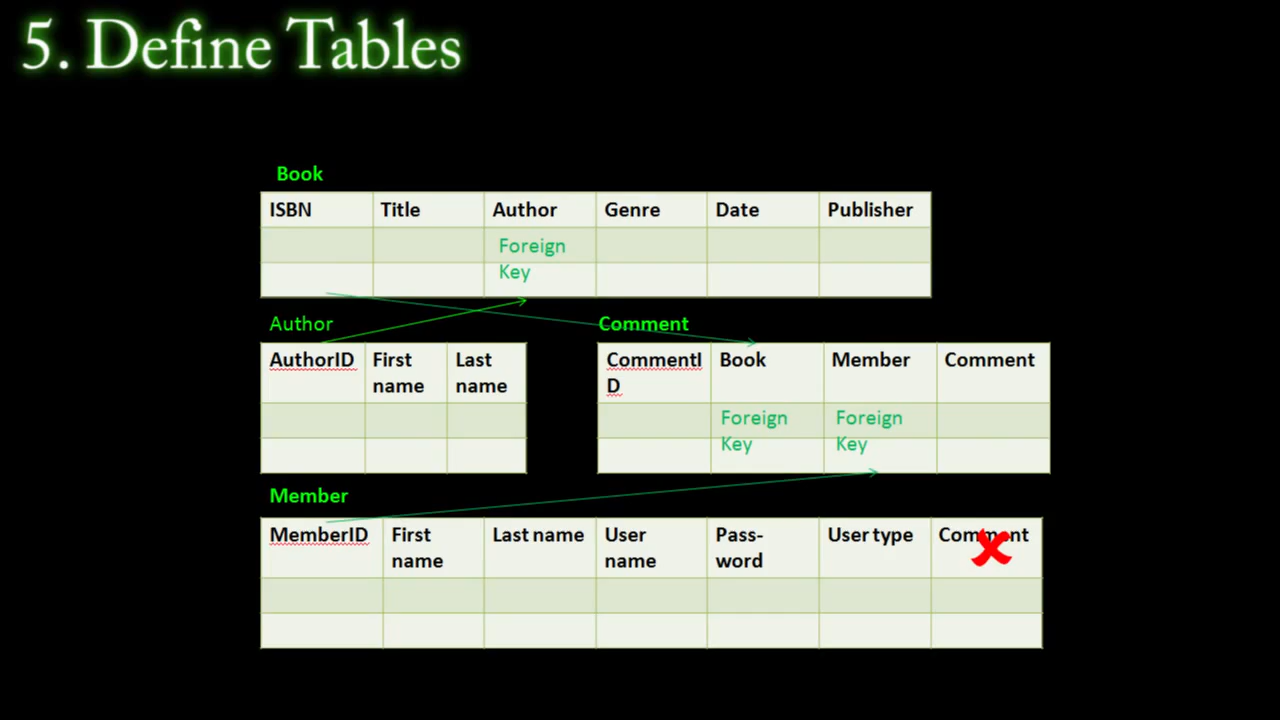 5. Define Tables
Book
ISBN Title Author Genre Date Publisher
Foreign
Key
Author
Comment
AuthorID First name Last name
CommentI
D Book Member Comment
Foreign
Key
Foreign
Key
Member
MemberID First name Last name User name Pass-
word User type Comment